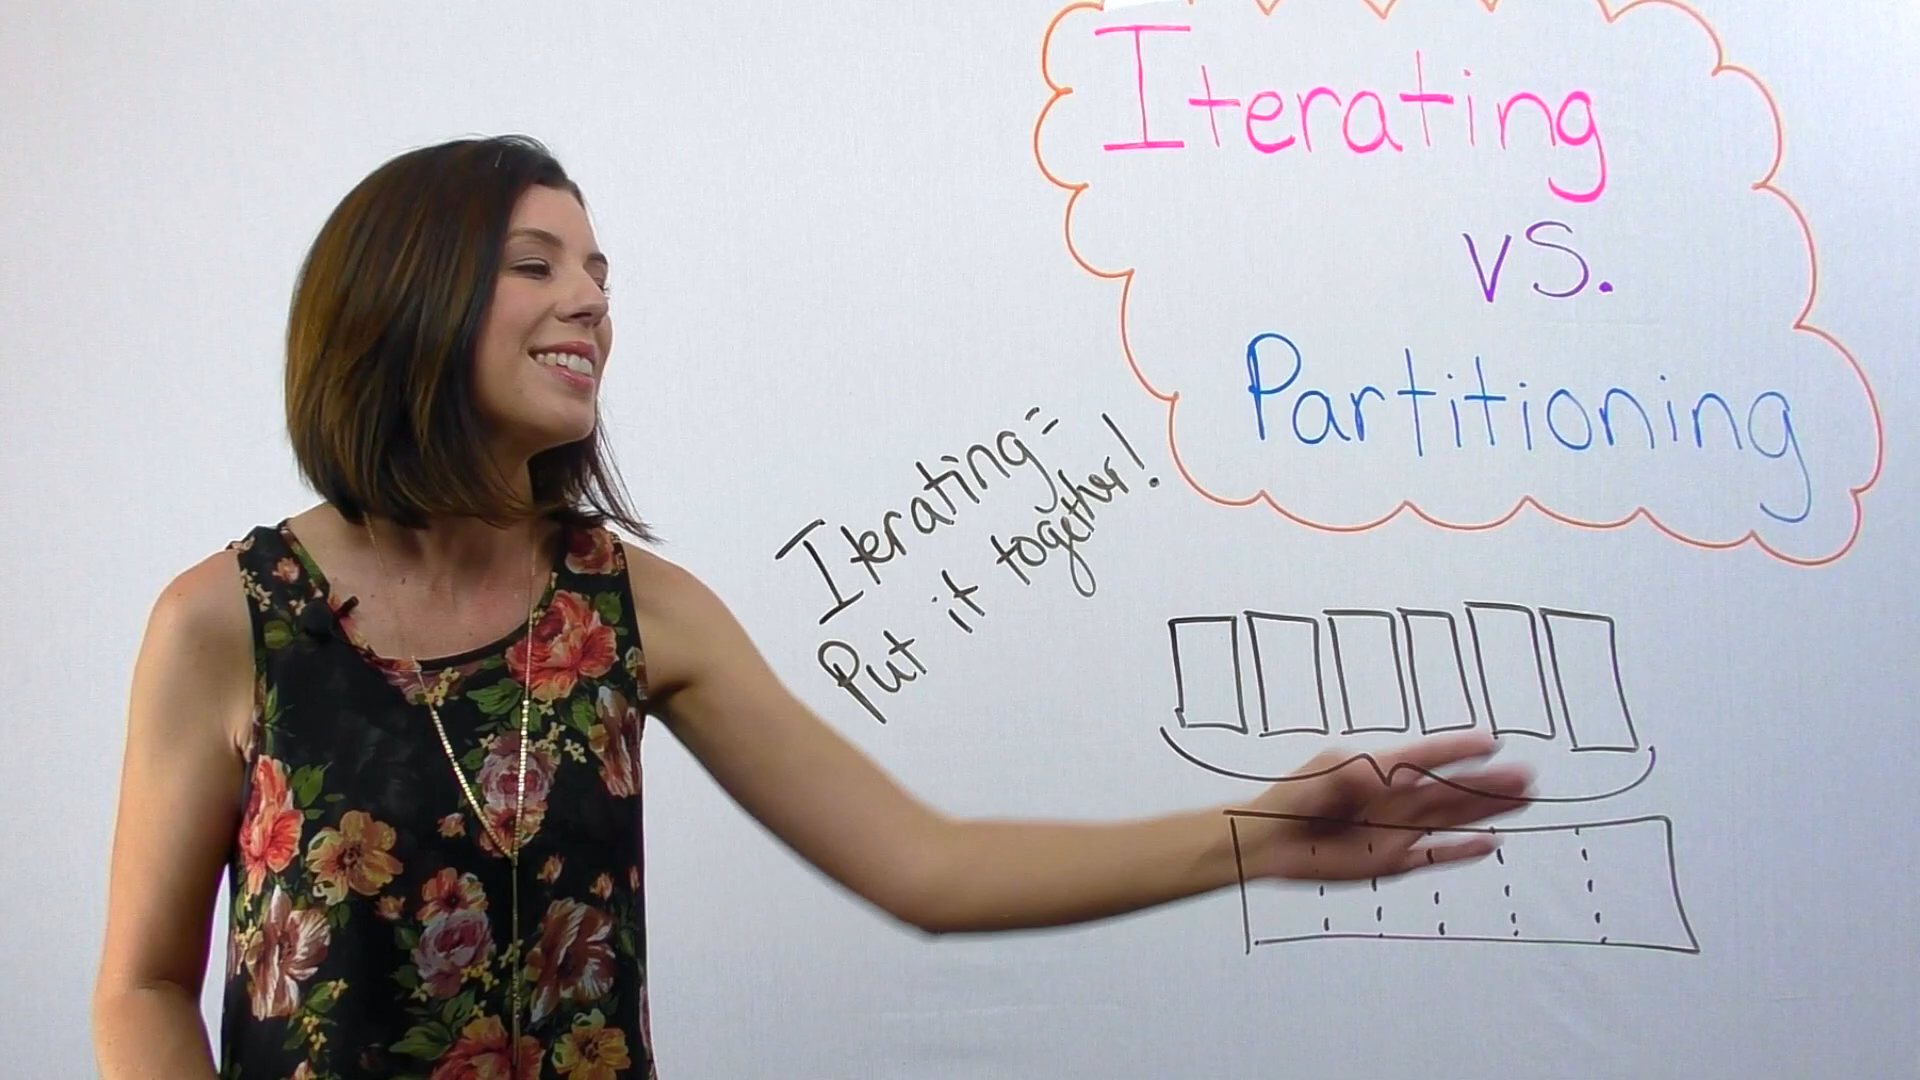 Iterating
vs.
Partitioning
Iterating =
Put it together!